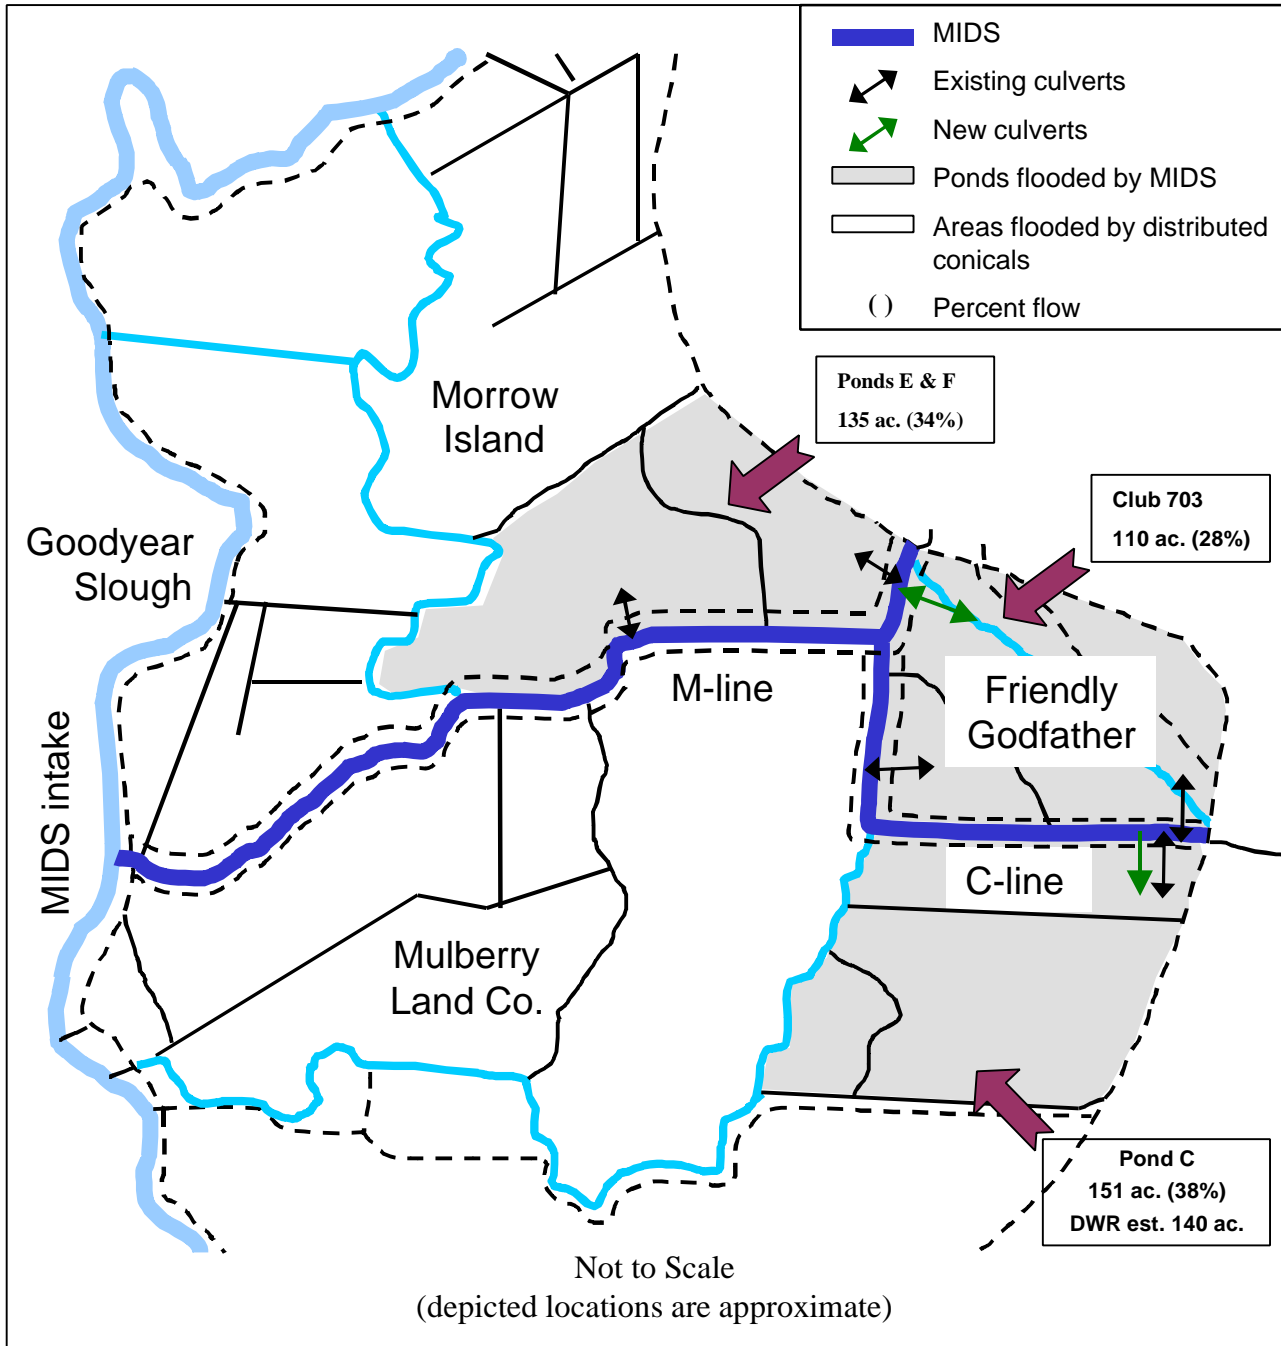 MIDS
Existing culverts
New culverts
Ponds flooded by MIDS
Areas flooded by distributed
conicals
( ) Percent flow
Ponds E & F
135 ac. (34%)
Morrow
Island
Club 703
110 ac. (28%)
Goodyear
Slough
M-line
Friendly
Godfather
MIDS intake
C-line
Mulberry
Land Co.
Pond C
151 ac. (38%)
DWR est. 140 ac.
Not to Scale
(depicted locations are approximate)